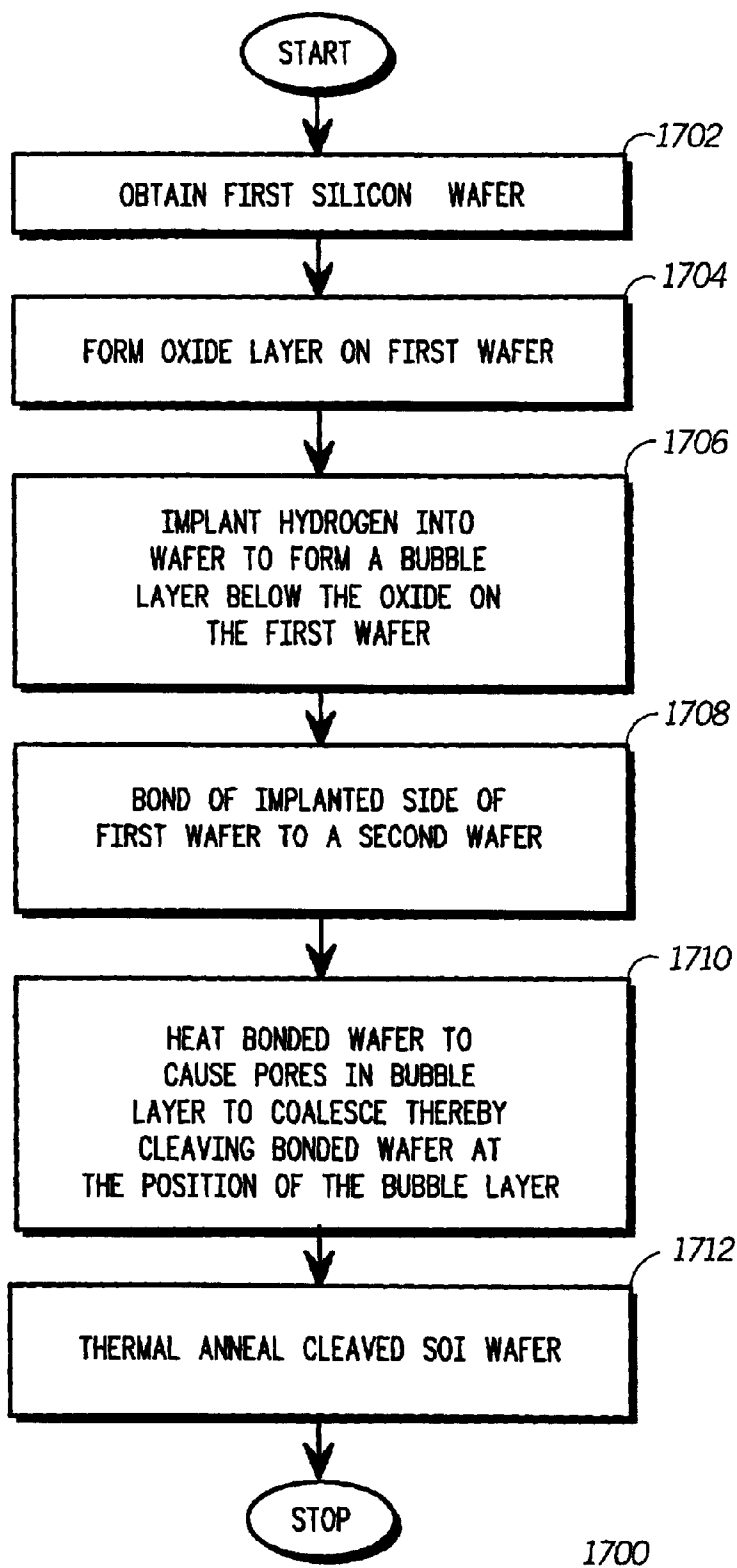 START
1702
OBTAIN FIRST SILICON WAFER
1704
FORM OXIDE LAYER ON FIRST WAFER
1706
IMPLANT HYDROGEN INTO
WAFER TO FORM A BUBBLE
LAYER BELOW THE OXIDE ON
THE FIRST WAFER
1708
BOND OF IMPLANTED SIDE OF
FIRST WAFER TO A SECOND WAFER
1710
HEAT BONDED WAFER TO
CAUSE PORES IN BUBBLE
LAYER TO COALESCE THEREBY
CLEAVING BONDED WAFER AT
THE POSITION OF THE BUBBLE LAYER
1712
THERMAL ANNEAL CLEAVED SOI WAFER
STOP
1700